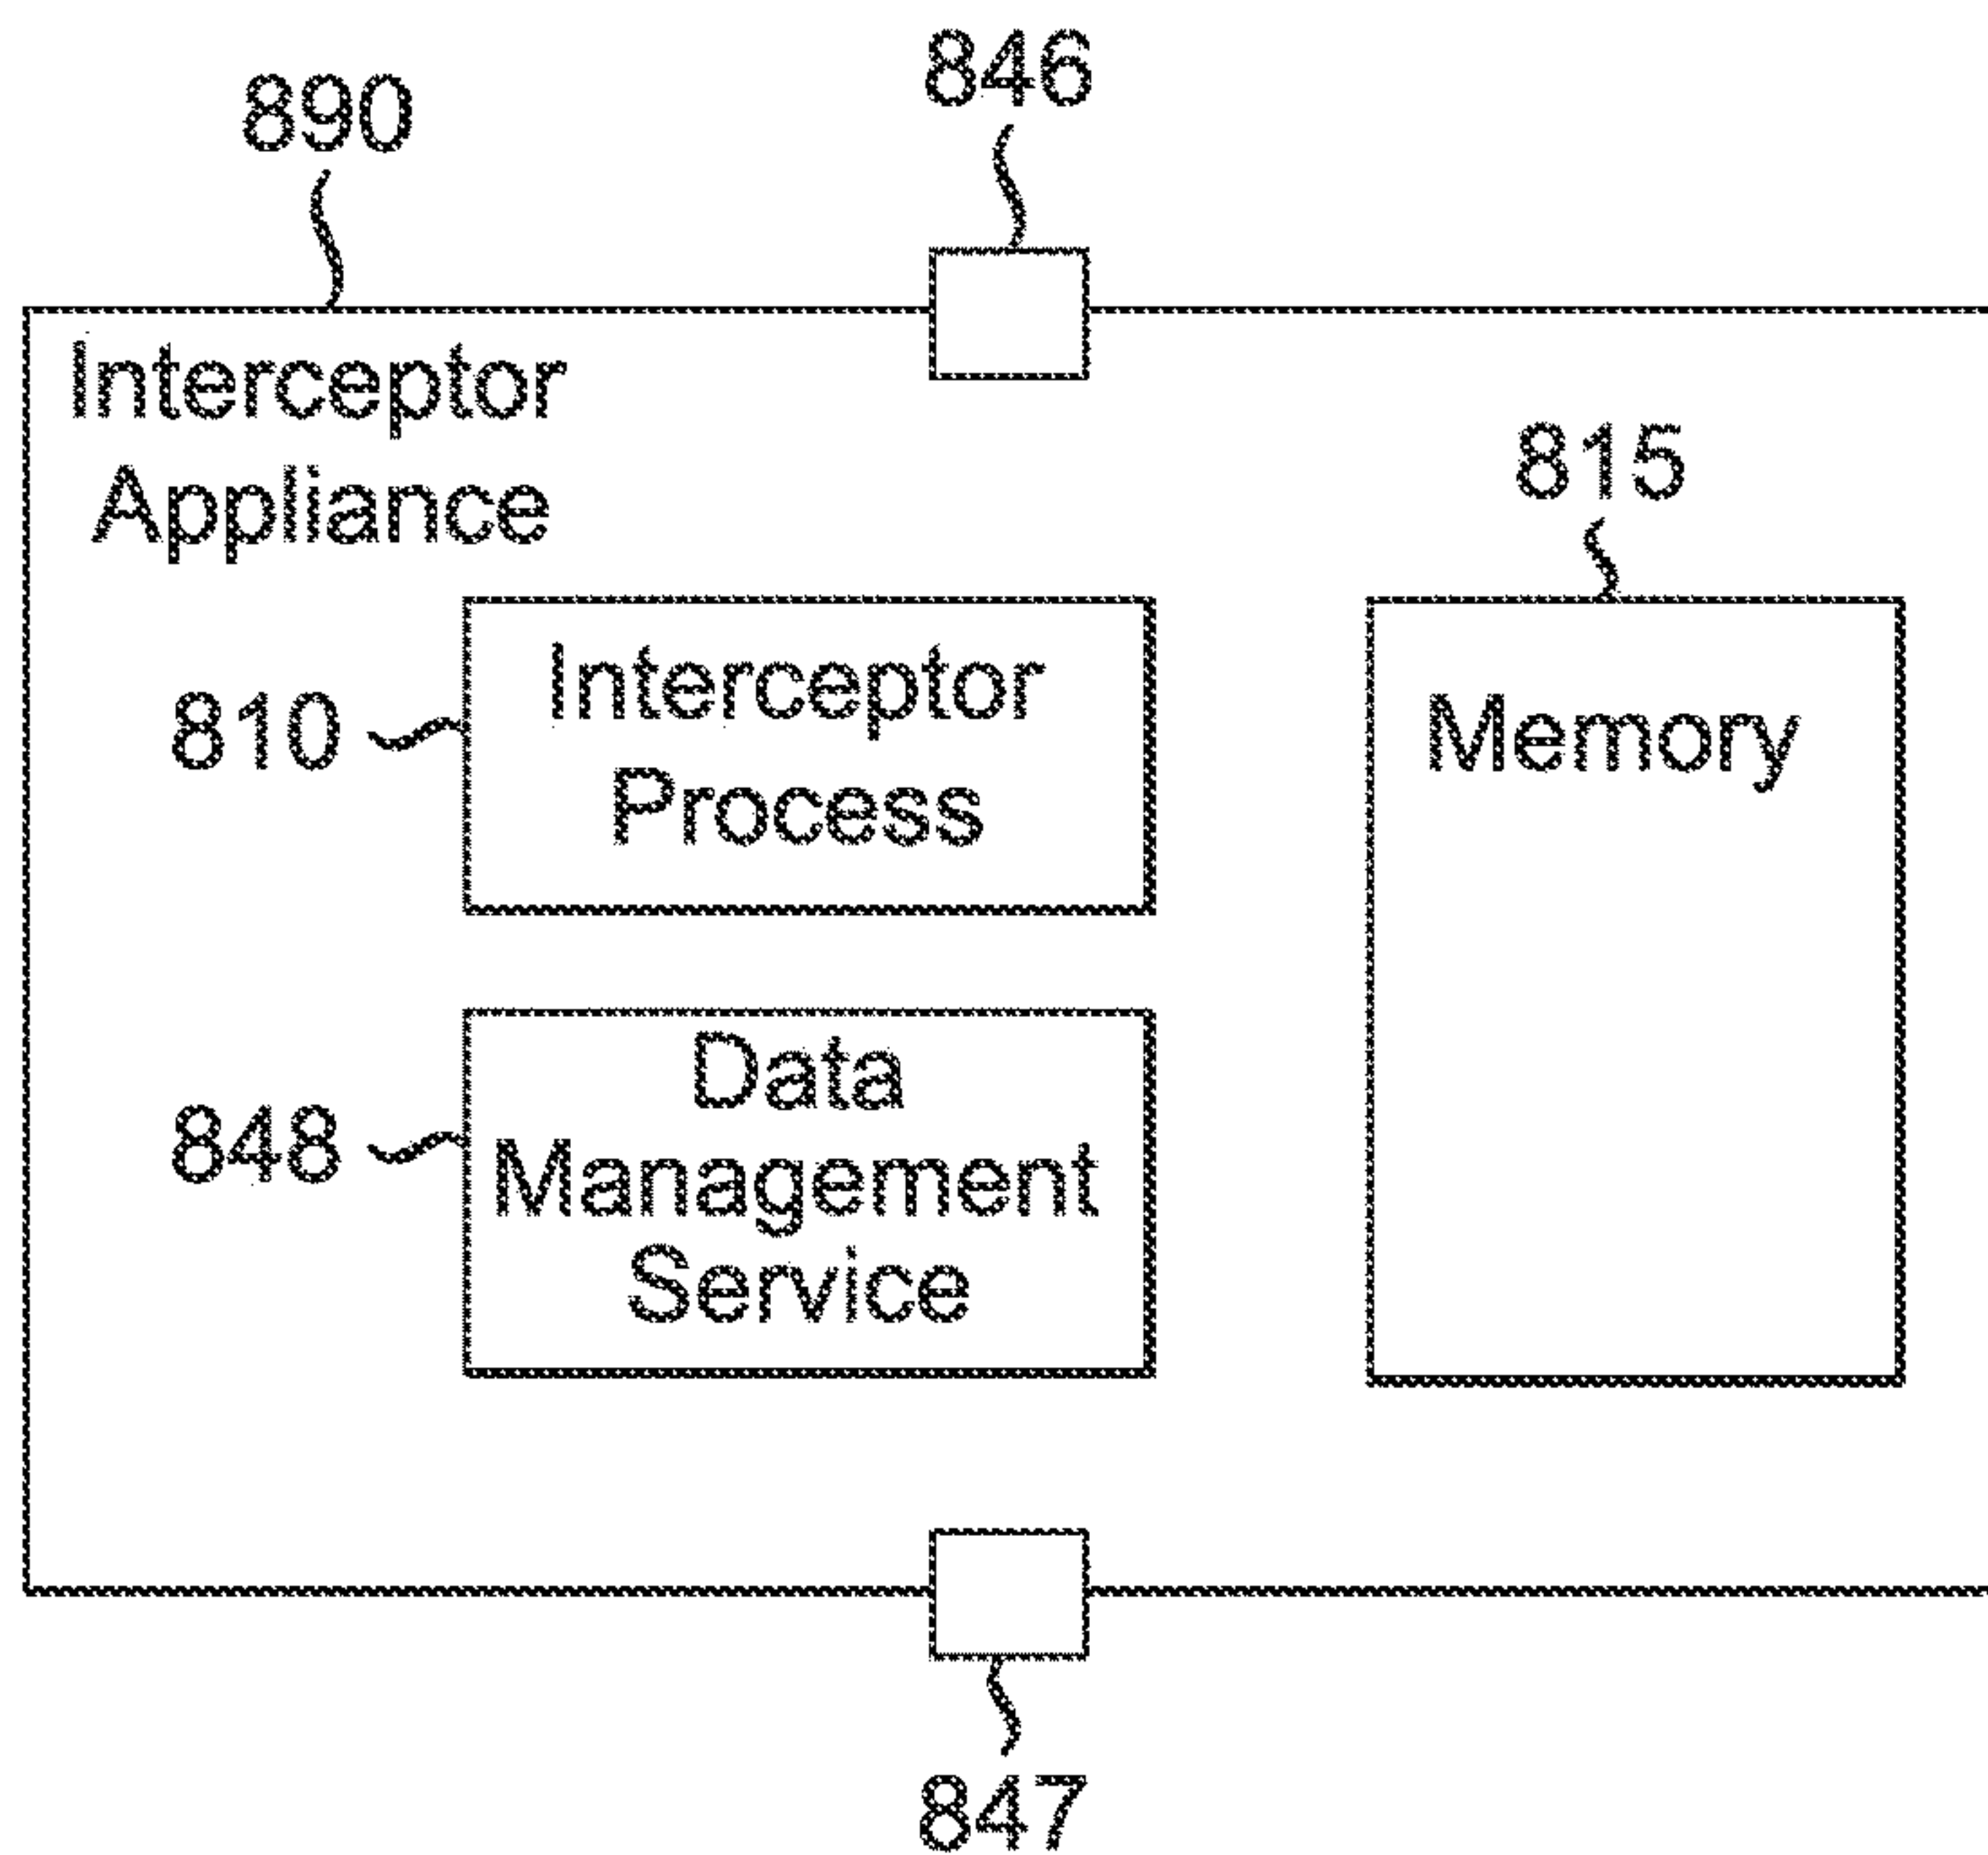 846
890
Interceptor
Appliance
815
Interceptor
Process
810
Memory
Data
Management
Service
848
847